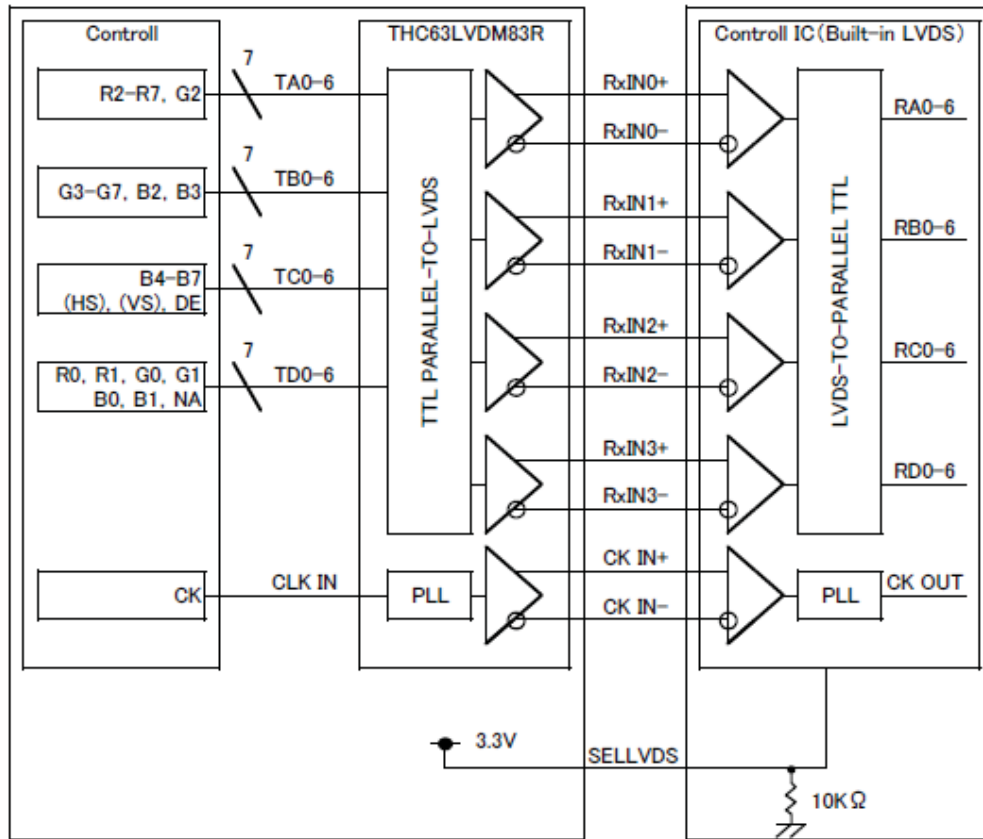 Controll
THC63LVDM83R
Controll IC(Built-in LVDS)
R2-R7, G2
7
TA0-6
G3-G7, B2, B3
7
TB0-6
B4-B7
(HS), (VS), DE
7
TC0-6
R0, R1, G0, G1
B0, B1, NA
7
TD0-6
CK
CLK IN
TTL PARALLEL-TO-LVDS
PLL
RxIN0+
RxIN0-
RxIN1+
RxIN1-
RxIN2+
RxIN2-
RxIN3+
RxIN3-
CK IN+
CK IN-
LVDS-TO-PARALLEL TTL
PLL
RA0-6
RB0-6
RC0-6
RD0-6
CK OUT
3.3V
SELLVDS
10KΩ